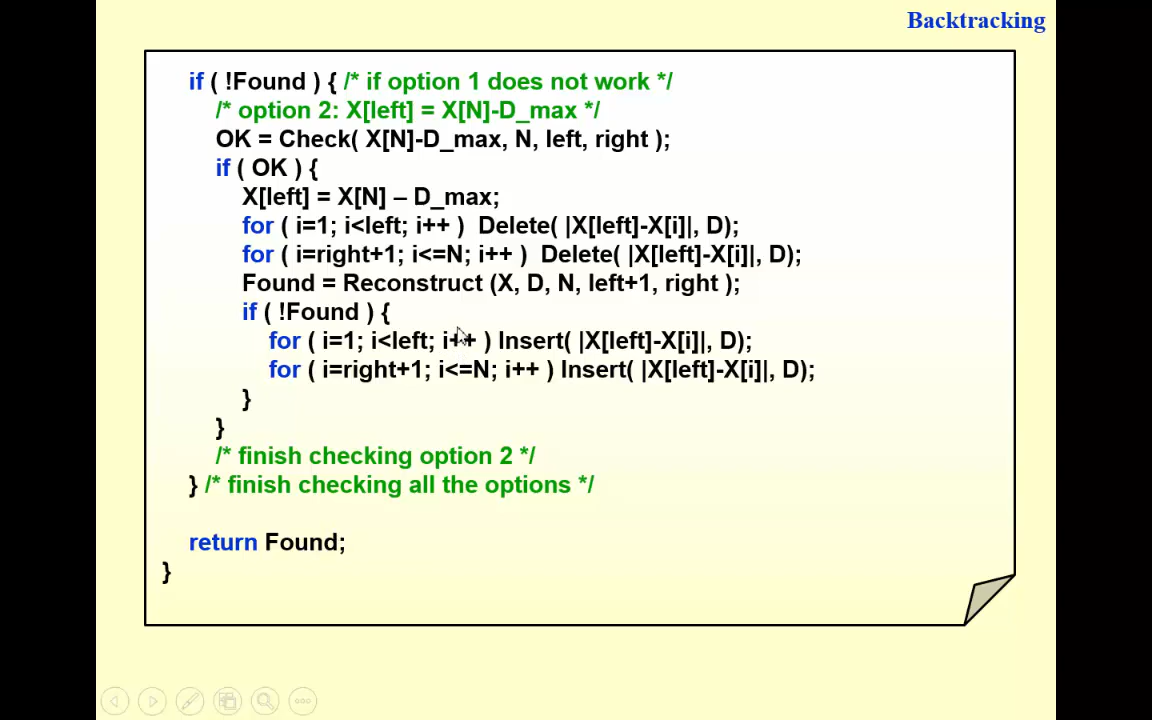 Backtracking
if ( !Found ) { /* if option 1 does not work */
/* option 2: X[left] = X[N]-D_max */
OK = Check( X[N]-D_max, N, left, right );
if ( OK ) {
X[left] = X[N] – D_max;
for ( i=1; i<left; i++ )  Delete( |X[left]-X[i]|, D);
for ( i=right+1; i<=N; i++ )  Delete( |X[left]-X[i]|, D);
Found = Reconstruct (X, D, N, left+1, right );
if ( !Found ) {
for ( i=1; i<left; i++ ) Insert( |X[left]-X[i]|, D);
for ( i=right+1; i<=N; i++ ) Insert( |X[left]-X[i]|, D);
}
}
/* finish checking option 2 */
} /* finish checking all the options */
return Found;
}